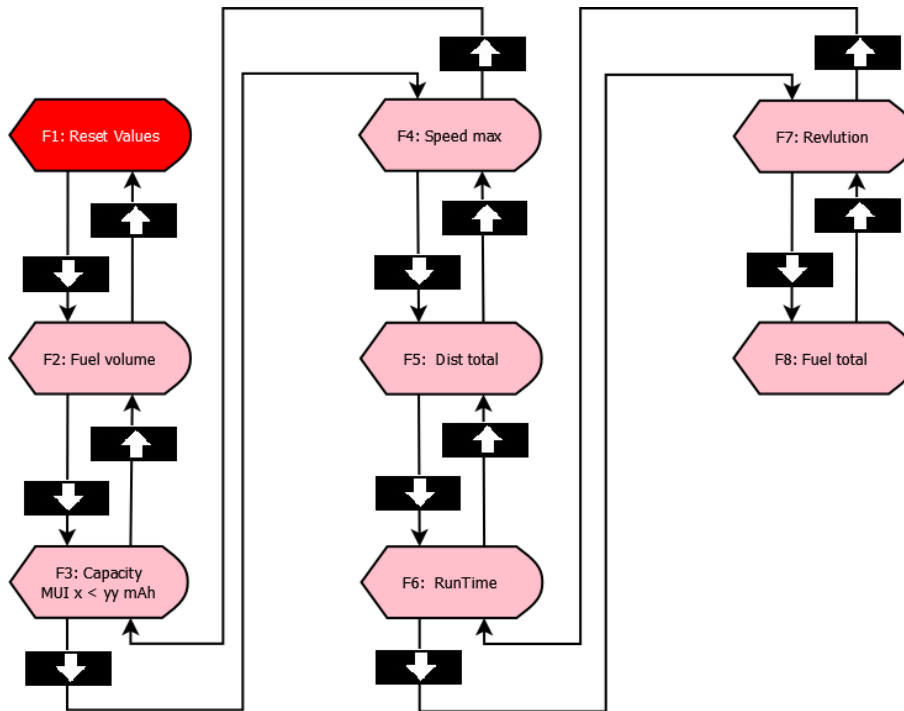 F1: Reset Values
F2: Fuel volume
F3: Capacity
MUI x < yy mAh
F4: Speed max
F5: Dist total
F6: RunTime
F7: Revlution
F8: Fuel total